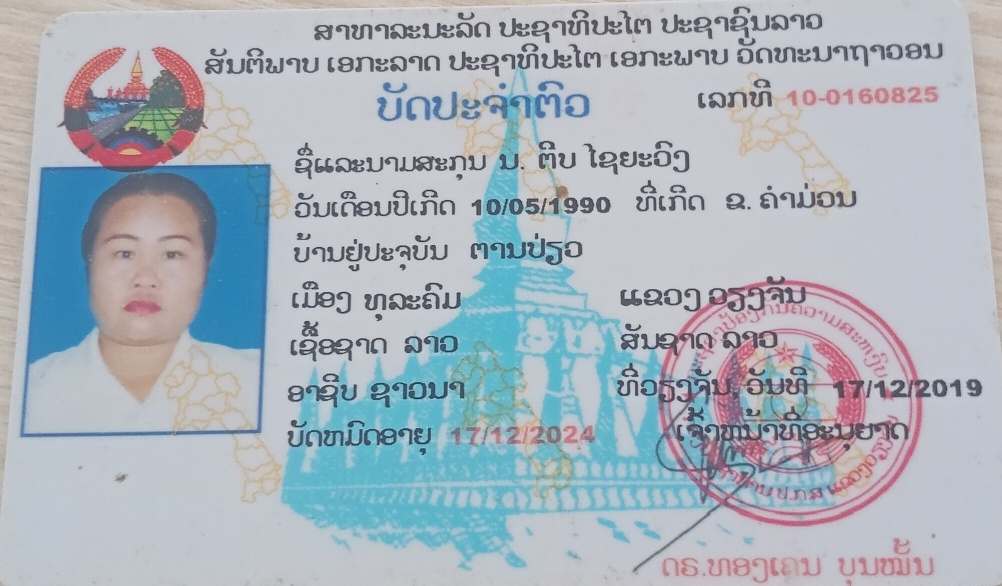 ສາທາລະນະລັດ ປະຊາທິປະໄຕ ປະຊາຊົນລາວ
ສັນຕິພາບ ເອກະລາດ ປະຊາທິປະໄຕ ເອກະພາບ ວັດທະນາຖາວອນ
ບັດປະຈຳຕົວ ເລກທີ 10-0160825
ຊື່ແລະນາມສະກຸນ ນ. ຕິບ ໄຊຍະວົງ
ວັນເດືອນປີເກີດ 10/05/1990 ທີ່ເກີດ ຂ. ຄຳມ່ວນ
ບ້ານຢູ່ປະຈຸບັນ ຕານປ່ຽວ
ເມືອງ ທຸລະຄົມ ແຂວງ ວຽງຈັນ
ເຊື້ອຊາດ ລາວ ສັນຊາດ ລາວ
ອາຊີບ ຊາວນາ ທີ່ວຽງຈັນ, ວັນທີ 17/12/2019
ບັດຫມົດອາຍຸ 17/12/2024 ເຈົ້າຫນ້າທີ່ອະນຸຍາດ
ດຣ.ທອງເລນ ບຸນໝັ້ນ